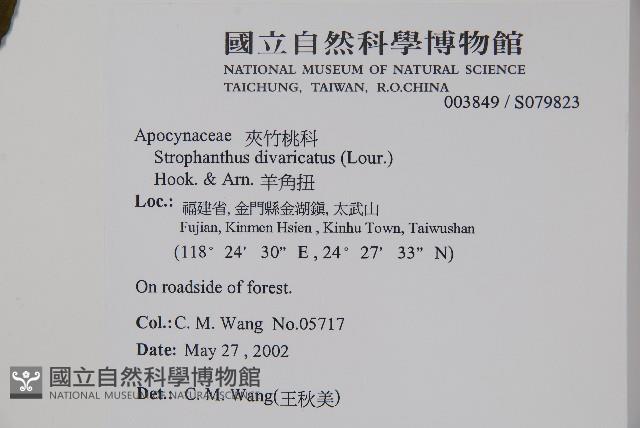 國立自然科學博物館
NATIONAL MUSEUM OF NATURAL SCIENCE
TAICHUNG, TAIWAN, R.O.CHINA
003849 / S079823
Apocynaceae 夾竹桃科
Strophanthus divaricatus (Lour.)
Hook. & Arn. 羊角扭
Loc.: 福建省, 金門縣金湖鎮, 太武山
Fujian, Kinmen Hsien , Kinhu Town, Taiwushan
(118° 24′ 30” E , 24° 27′ 33” N)
On roadside of forest.
Col.: C. M. Wang No.05717
Date: May 27 , 2002
Det.: C. M. Wang(王秋美)
國立自然科學博物館
NATIONAL MUSEUM OF NATURAL SCIENCE